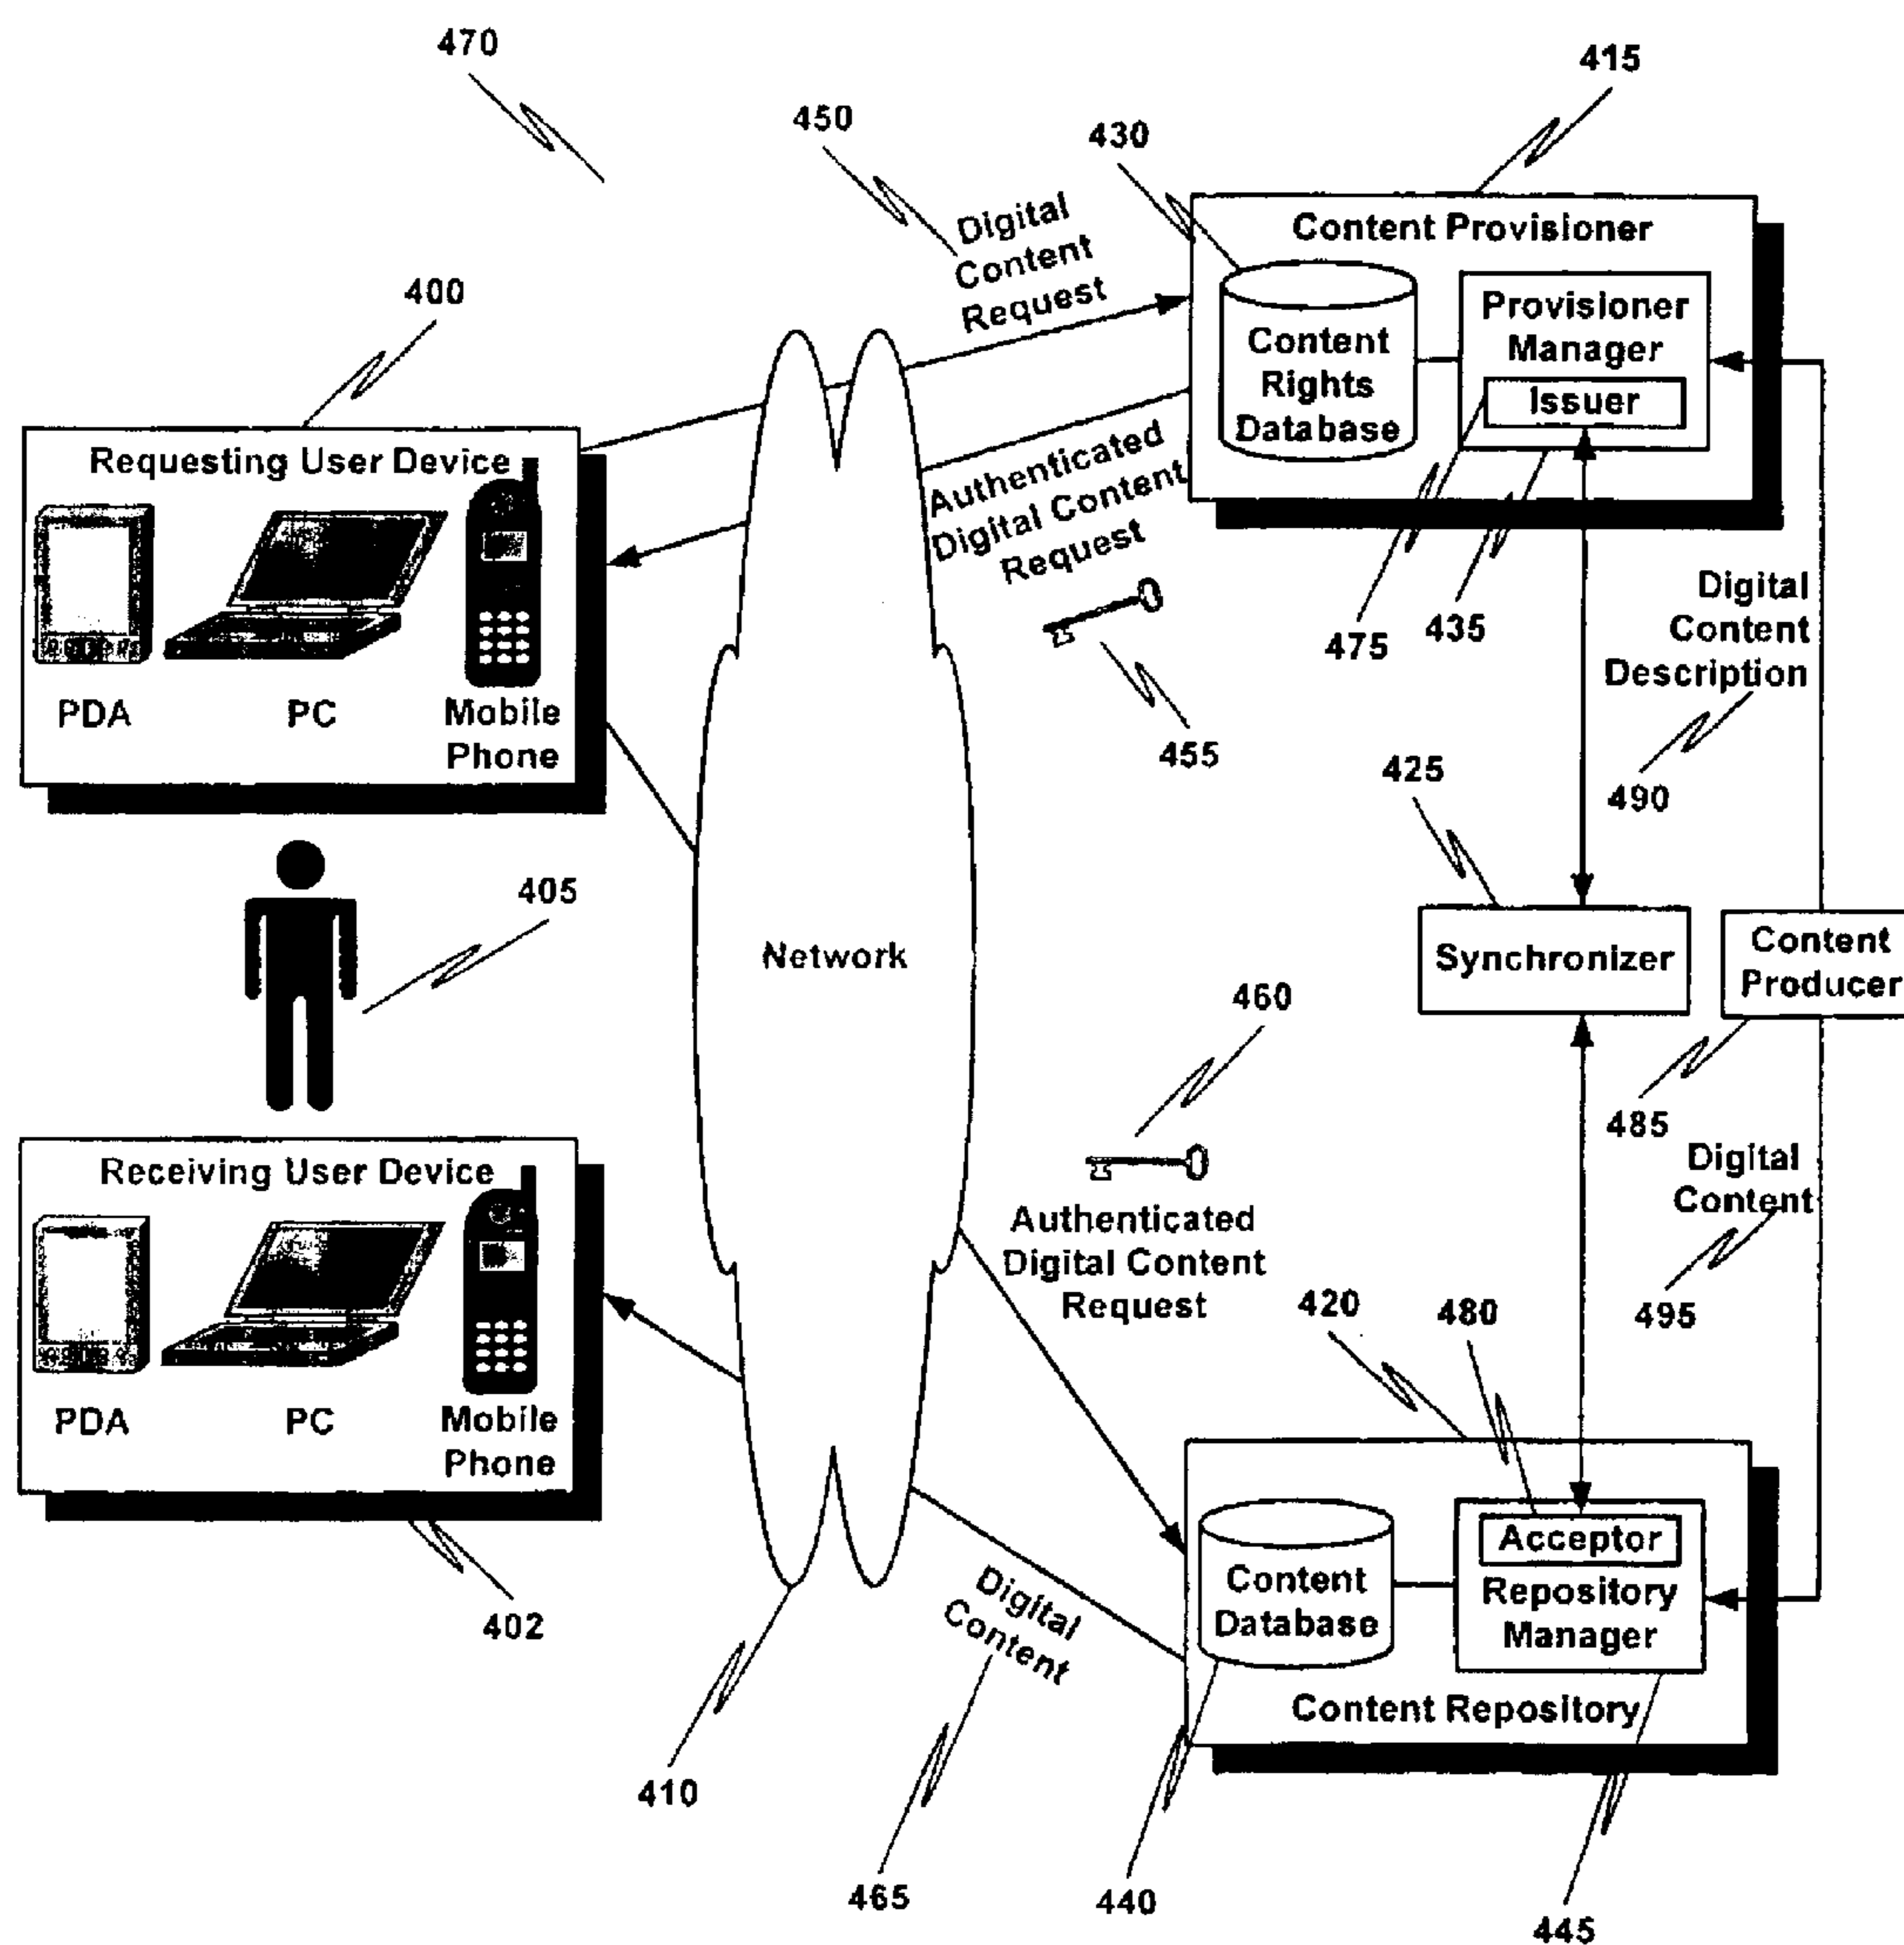 470
450
430
415
400
Digital
Content
Request
Content Provisioner
Content
Rights
Database
Provisioner
Manager
Issuer
Requesting User Device
PDA
PC
Mobile
Phone
Authenticated
Digital Content
Request
455
475
435
Digital
Content
Description
490
425
405
Network
Synchronizer
Content
Producer
485
460
Authenticated
Digital Content
Request
Digital
Content
495
Receiving User Device
PDA
PC
Mobile
Phone
402
420
480
Acceptor
Repository
Manager
Content
Database
Content Repository
Digital
Content
410
465
440
445